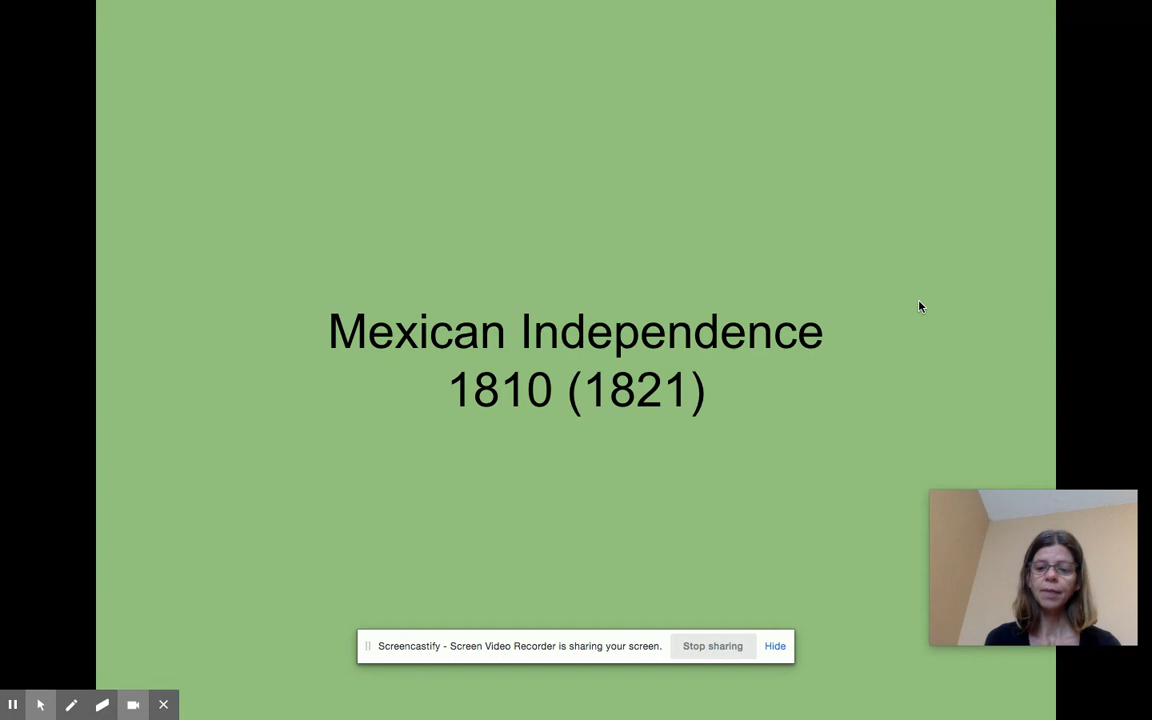 Mexican Independence
1810 (1821)
Screencastify - Screen Video Recorder is sharing your screen. Stop sharing Hide